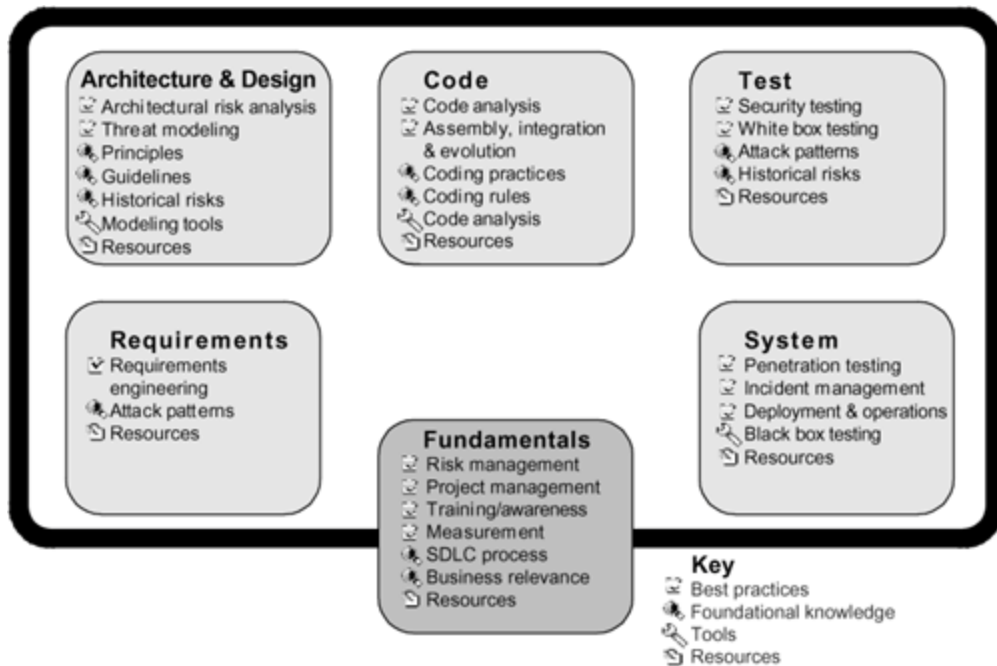 Architecture & Design
Architectural risk analysis
Threat modeling
Principles
Guidelines
Historical risks
Modeling tools
Resources
Code
Code analysis
Assembly, integration
& evolution
Coding practices
Coding rules
Code analysis
Resources
Test
Security testing
White box testing
Attack patterns
Historical risks
Resources
Requirements
Requirements
engineering
Attack patterns
Resources
Fundamentals
Risk management
Project management
Training/awareness
Measurement
SDLC process
Business relevance
Resources
System
Penetration testing
Incident management
Deployment & operations
Black box testing
Resources
Key
Best practices
Foundational knowledge
Tools
Resources